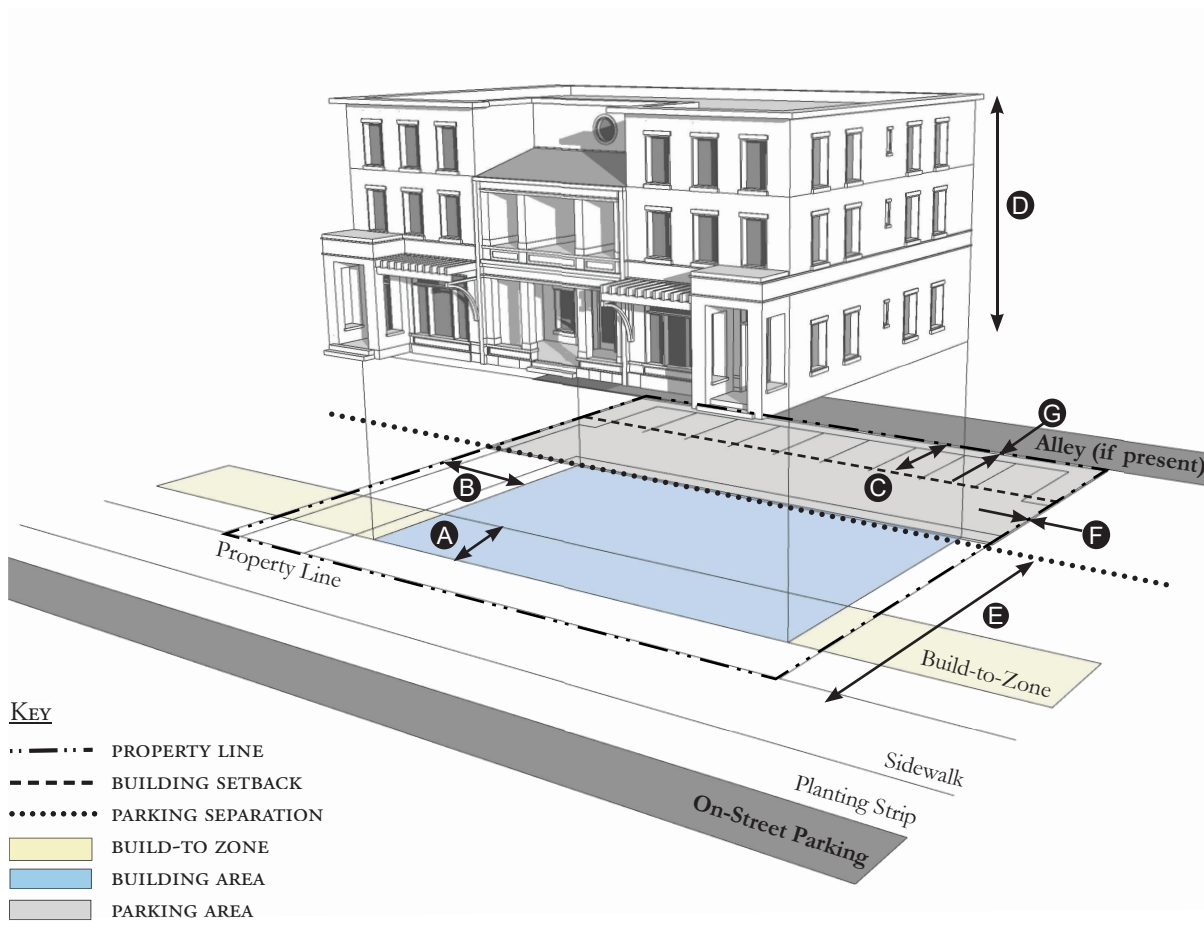 D
G
Alley (if present)
C
B
F
A
Property Line
E
Build-to-Zone
Sidewalk
Planting Strip
On-Street Parking
Key
property line
building setback
parking separation
build-to zone
building area
parking area